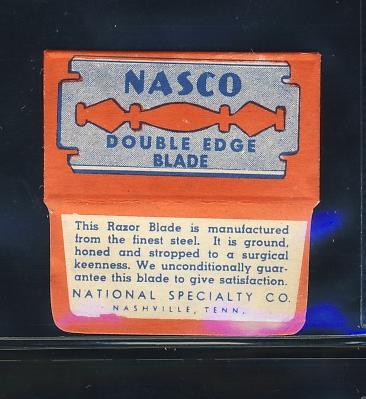 NASCO
DOUBLE EDGE
BLADE
This Razor Blade is manufactured
from the finest steel. It is ground,
honed and stropped to a surgical
keenness. We unconditionally guar-
antee this blade to give satisfaction.
NATIONAL SPECIALTY CO.
NASHVILLE, TENN.